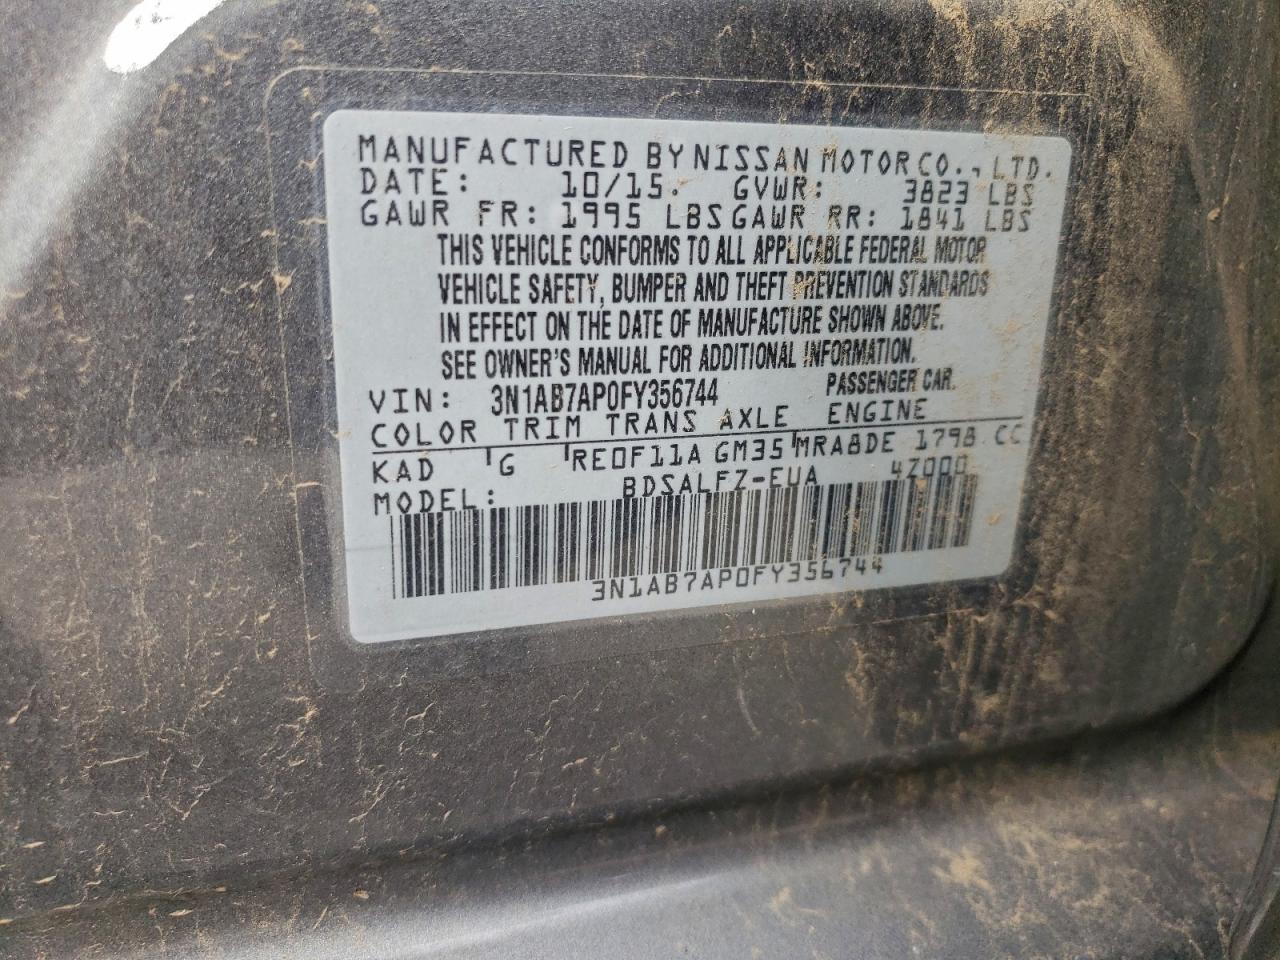 MANUFACTURED BY NISSAN MOTOR CO., LTD.
DATE: 10/15. GVWR: 3823 LBS
GAWR FR: 1995 LBS GAWR RR: 1841 LBS
THIS VEHICLE CONFORMS TO ALL APPLICABLE FEDERAL MOTOR
VEHICLE SAFETY, BUMPER AND THEFT PREVENTION STANDARDS
IN EFFECT ON THE DATE OF MANUFACTURE SHOWN ABOVE.
SEE OWNER'S MANUAL FOR ADDITIONAL INFORMATION.
VIN: 3N1AB7AP0FY356744 PASSENGER CAR.
COLOR TRIM TRANS AXLE ENGINE
KAD G RE0F11A GM35 MRA8DE 1798 CC
MODEL: BDSALFZ-EUA 4Z000
3N1AB7AP0FY356744